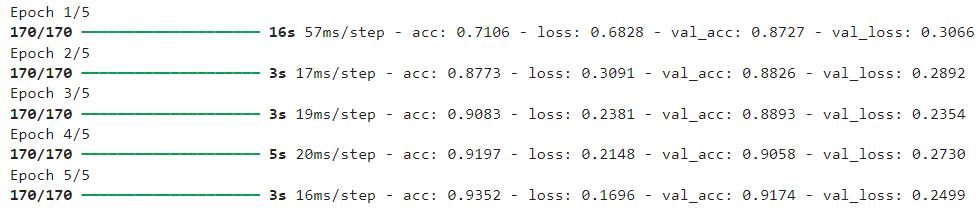 Epoch 1/5
170/170 ━━━━━━━━━━━━━━━━━━━━ 16s 57ms/step - acc: 0.7106 - loss: 0.6828 - val_acc: 0.8727 - val_loss: 0.3066
Epoch 2/5
170/170 ━━━━━━━━━━━━━━━━━━━━ 3s 17ms/step - acc: 0.8773 - loss: 0.3091 - val_acc: 0.8826 - val_loss: 0.2892
Epoch 3/5
170/170 ━━━━━━━━━━━━━━━━━━━━ 3s 19ms/step - acc: 0.9083 - loss: 0.2381 - val_acc: 0.8893 - val_loss: 0.2354
Epoch 4/5
170/170 ━━━━━━━━━━━━━━━━━━━━ 5s 20ms/step - acc: 0.9197 - loss: 0.2148 - val_acc: 0.9058 - val_loss: 0.2730
Epoch 5/5
170/170 ━━━━━━━━━━━━━━━━━━━━ 3s 16ms/step - acc: 0.9352 - loss: 0.1696 - val_acc: 0.9174 - val_loss: 0.2499